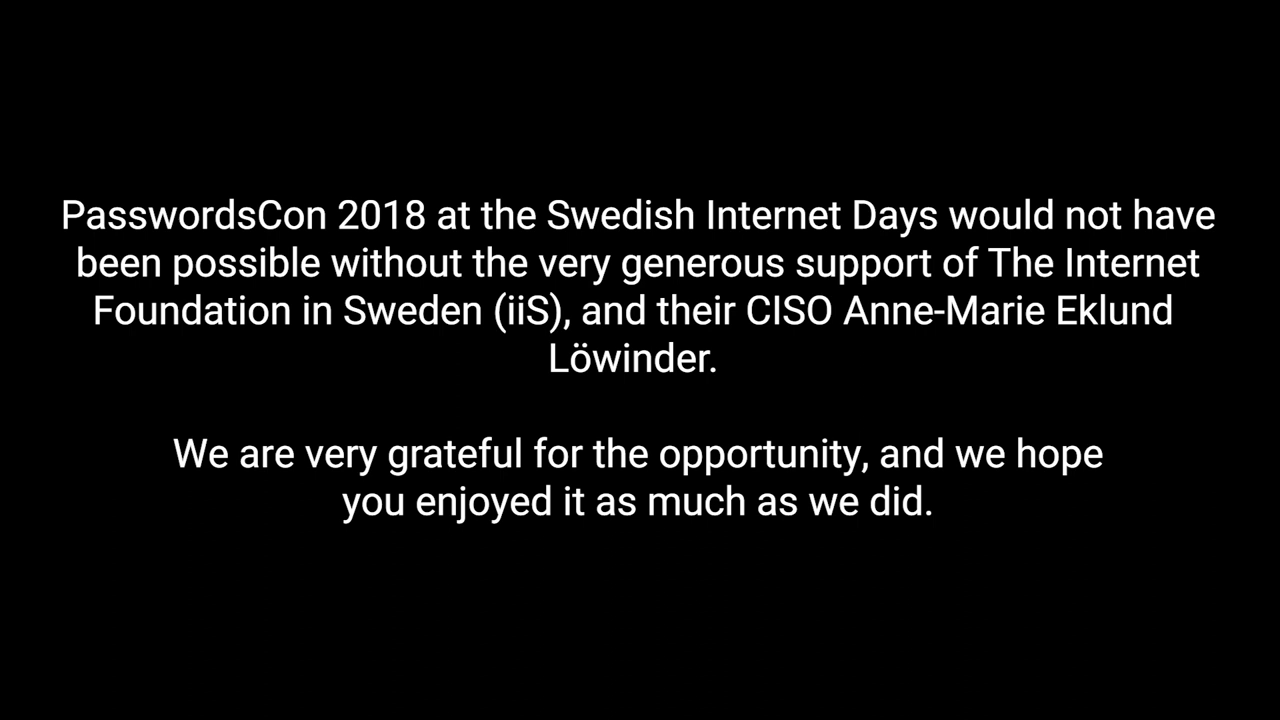 PasswordsCon 2018 at the Swedish Internet Days would not have
been possible without the very generous support of The Internet
Foundation in Sweden (iiS), and their CISO Anne-Marie Eklund
Löwinder.
We are very grateful for the opportunity, and we hope
you enjoyed it as much as we did.